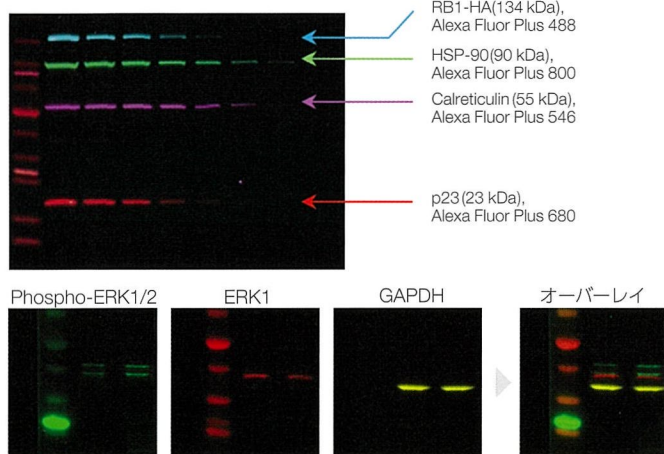 RB1-HA(134 kDa),
Alexa Fluor Plus 488
HSP-90(90 kDa),
Alexa Fluor Plus 800
Calreticulin(55 kDa),
Alexa Fluor Plus 546
p23(23 kDa),
Alexa Fluor Plus 680
Phospho-ERK1/2
ERK1
GAPDH
オーバーレイ